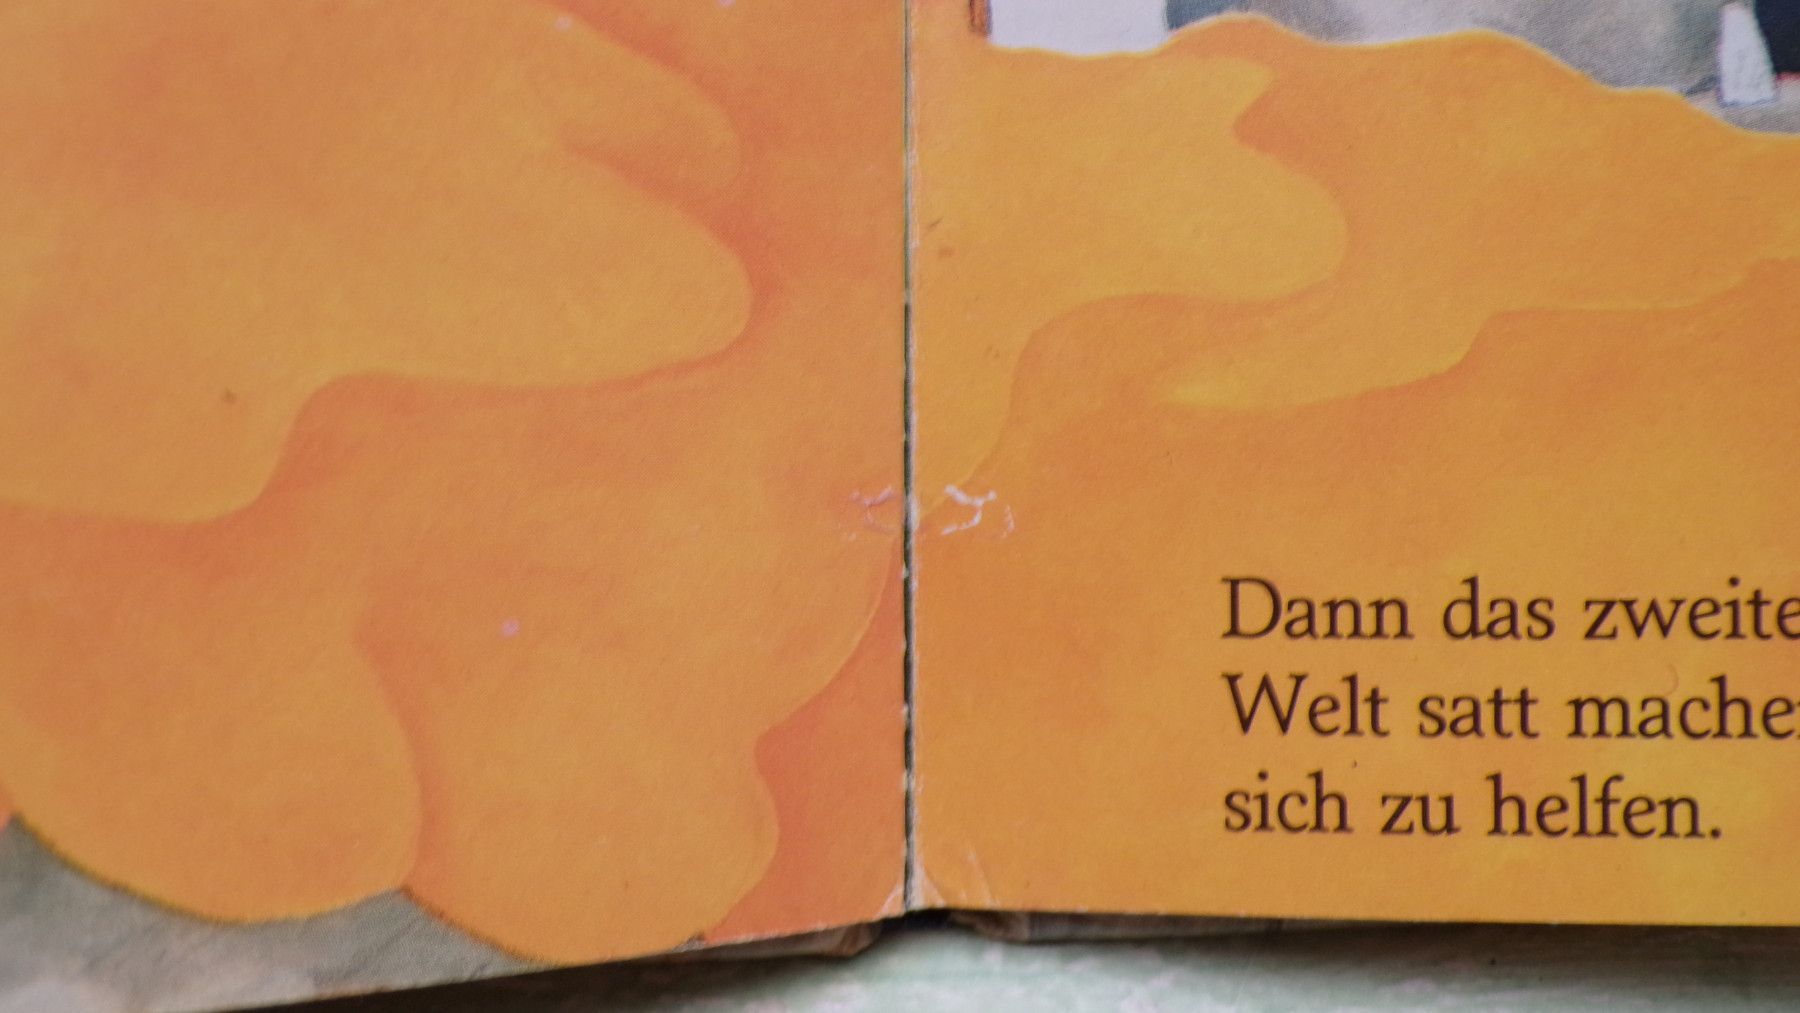 Dann das zweite
Welt satt mache
sich zu helfen.